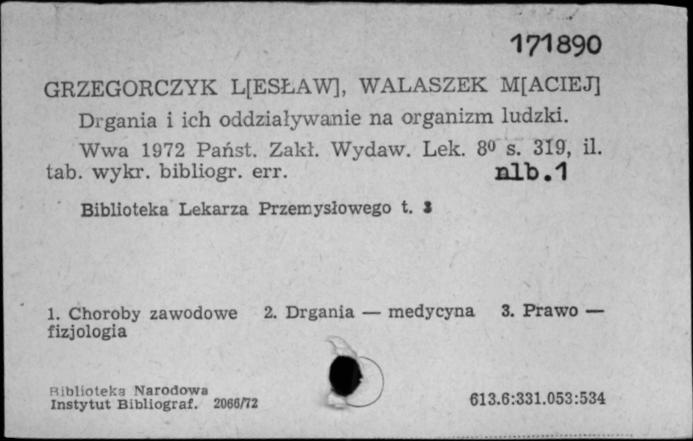 171890
GRZEGORCZYK L[ESŁAW], WALASZEK M[ACIEJ]
Drgania i ich oddziaływanie na organizm ludzki.
Wwa 1972 Państ. Zakł. Wydaw. Lek. 8⁰ s. 319, il.
tab. wykr. bibliogr. err. nlb.1
Biblioteka Lekarza Przemysłowego t. 3
1. Choroby zawodowe 2. Drgania — medycyna 3. Prawo —
fizjologia
Biblioteka Narodowa
Instytut Bibliograf. 2066/72
613.6:331.053:534